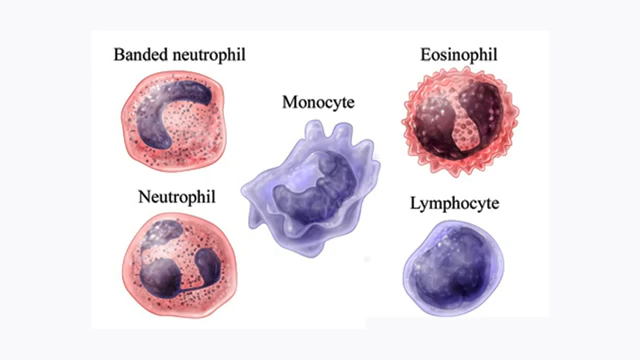 Banded neutrophil
Eosinophil
Monocyte
Neutrophil
Lymphocyte